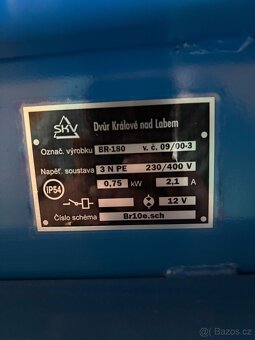 SKV
Dvůr Králové nad Labem
Označ. výrobku BR-180 v. č. 09/00-3
Napěť. soustava 3 N PE 230/400 V
IP54 0,75 kW 2,1 A
12 V
Číslo schéma Br10e.sch
Bazos.cz